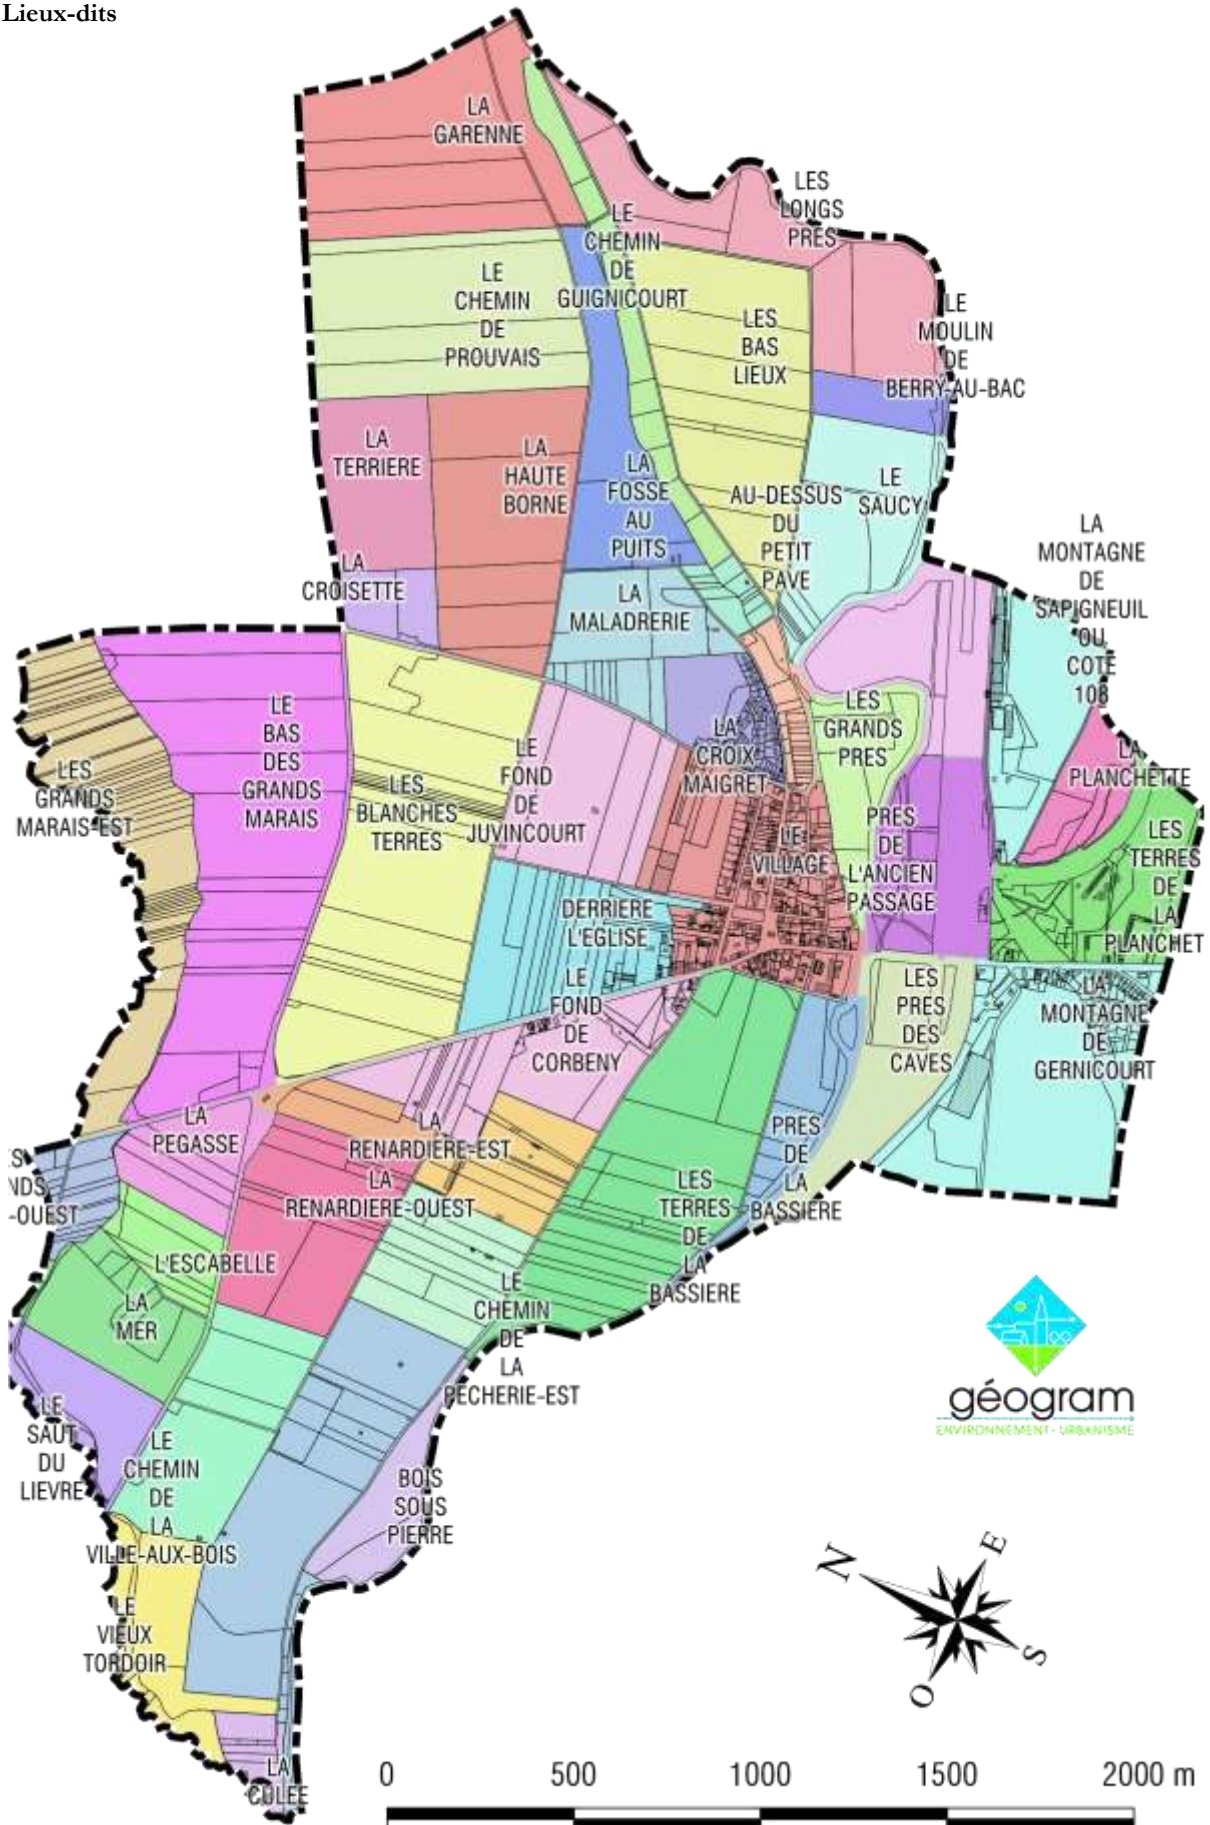 Lieux-dits
LA
GARENNE
LES
LONGS
PRES
LE
CHEMIN
DE
GUIGNICOURT
LE
CHEMIN
DE
PROUVAIS
LES
BAS
LIEUX
LE
MOULIN
DE
BERRY-AU-BAC
LA
TERRIERE
LA
HAUTE
BORNE
LA
FOSSE
AU
PUITS
AU-DESSUS
DU
PETIT
PAVE
LE
SAUCY
LA
MONTAGNE
DE
SAPIGNEUL
OU
COTE
108
LA
CROISETTE
LA
MALADRERIE
LE
BAS
DES
GRANDS
MARAIS
LES
GRANDS
MARAIS-EST
LES
BLANCHES
TERRES
LE
FOND
DE
JUVINCOURT
LA
CROIX
MAIGRET
LES
GRANDS
PRES
LA
PLANCHETTE
LE
VILLAGE
PRES
DE
L'ANCIEN
PASSAGE
LES
TERRES
DE
LA
PLANCHET
DERRIERE
L'EGLISE
LE
FOND
DE
CORBENY
LES
PRES
DES
CAVES
LA
MONTAGNE
DE
GERNICOURT
LA
PEGASSE
LA
RENARDIERE-EST
LA
RENARDIERE-OUEST
PRES
DE
LA
BASSIERE
LES
TERRES
DE
LA
BASSIERE
S
NDS
-OUEST
L'ESCABELLE
LA
MER
LE
CHEMIN
DE
LA
PECHERIE-EST
LE
SAUT
DU
LIEVRE
LE
CHEMIN
DE
LA
VILLE-AUX-BOIS
BOIS
SOUS
PIERRE
LE
VIEUX
TORDOIR
LA
CULEE
géogram
ENVIRONNEMENT - URBANISME
N
E
S
O
0 500 1000 1500 2000 m